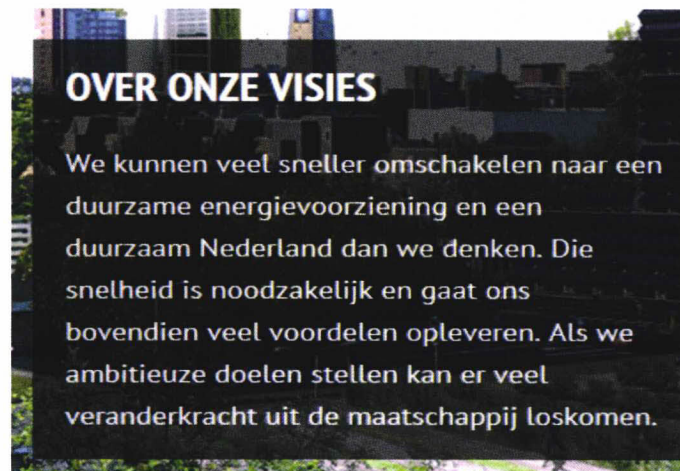 OVER ONZE VISIES
We kunnen veel sneller omschakelen naar een
duurzame energievoorziening en een
duurzaam Nederland dan we denken. Die
snelheid is noodzakelijk en gaat ons
bovendien veel voordelen opleveren. Als we
ambitieuze doelen stellen kan er veel
veranderkracht uit de maatschappij loskomen.